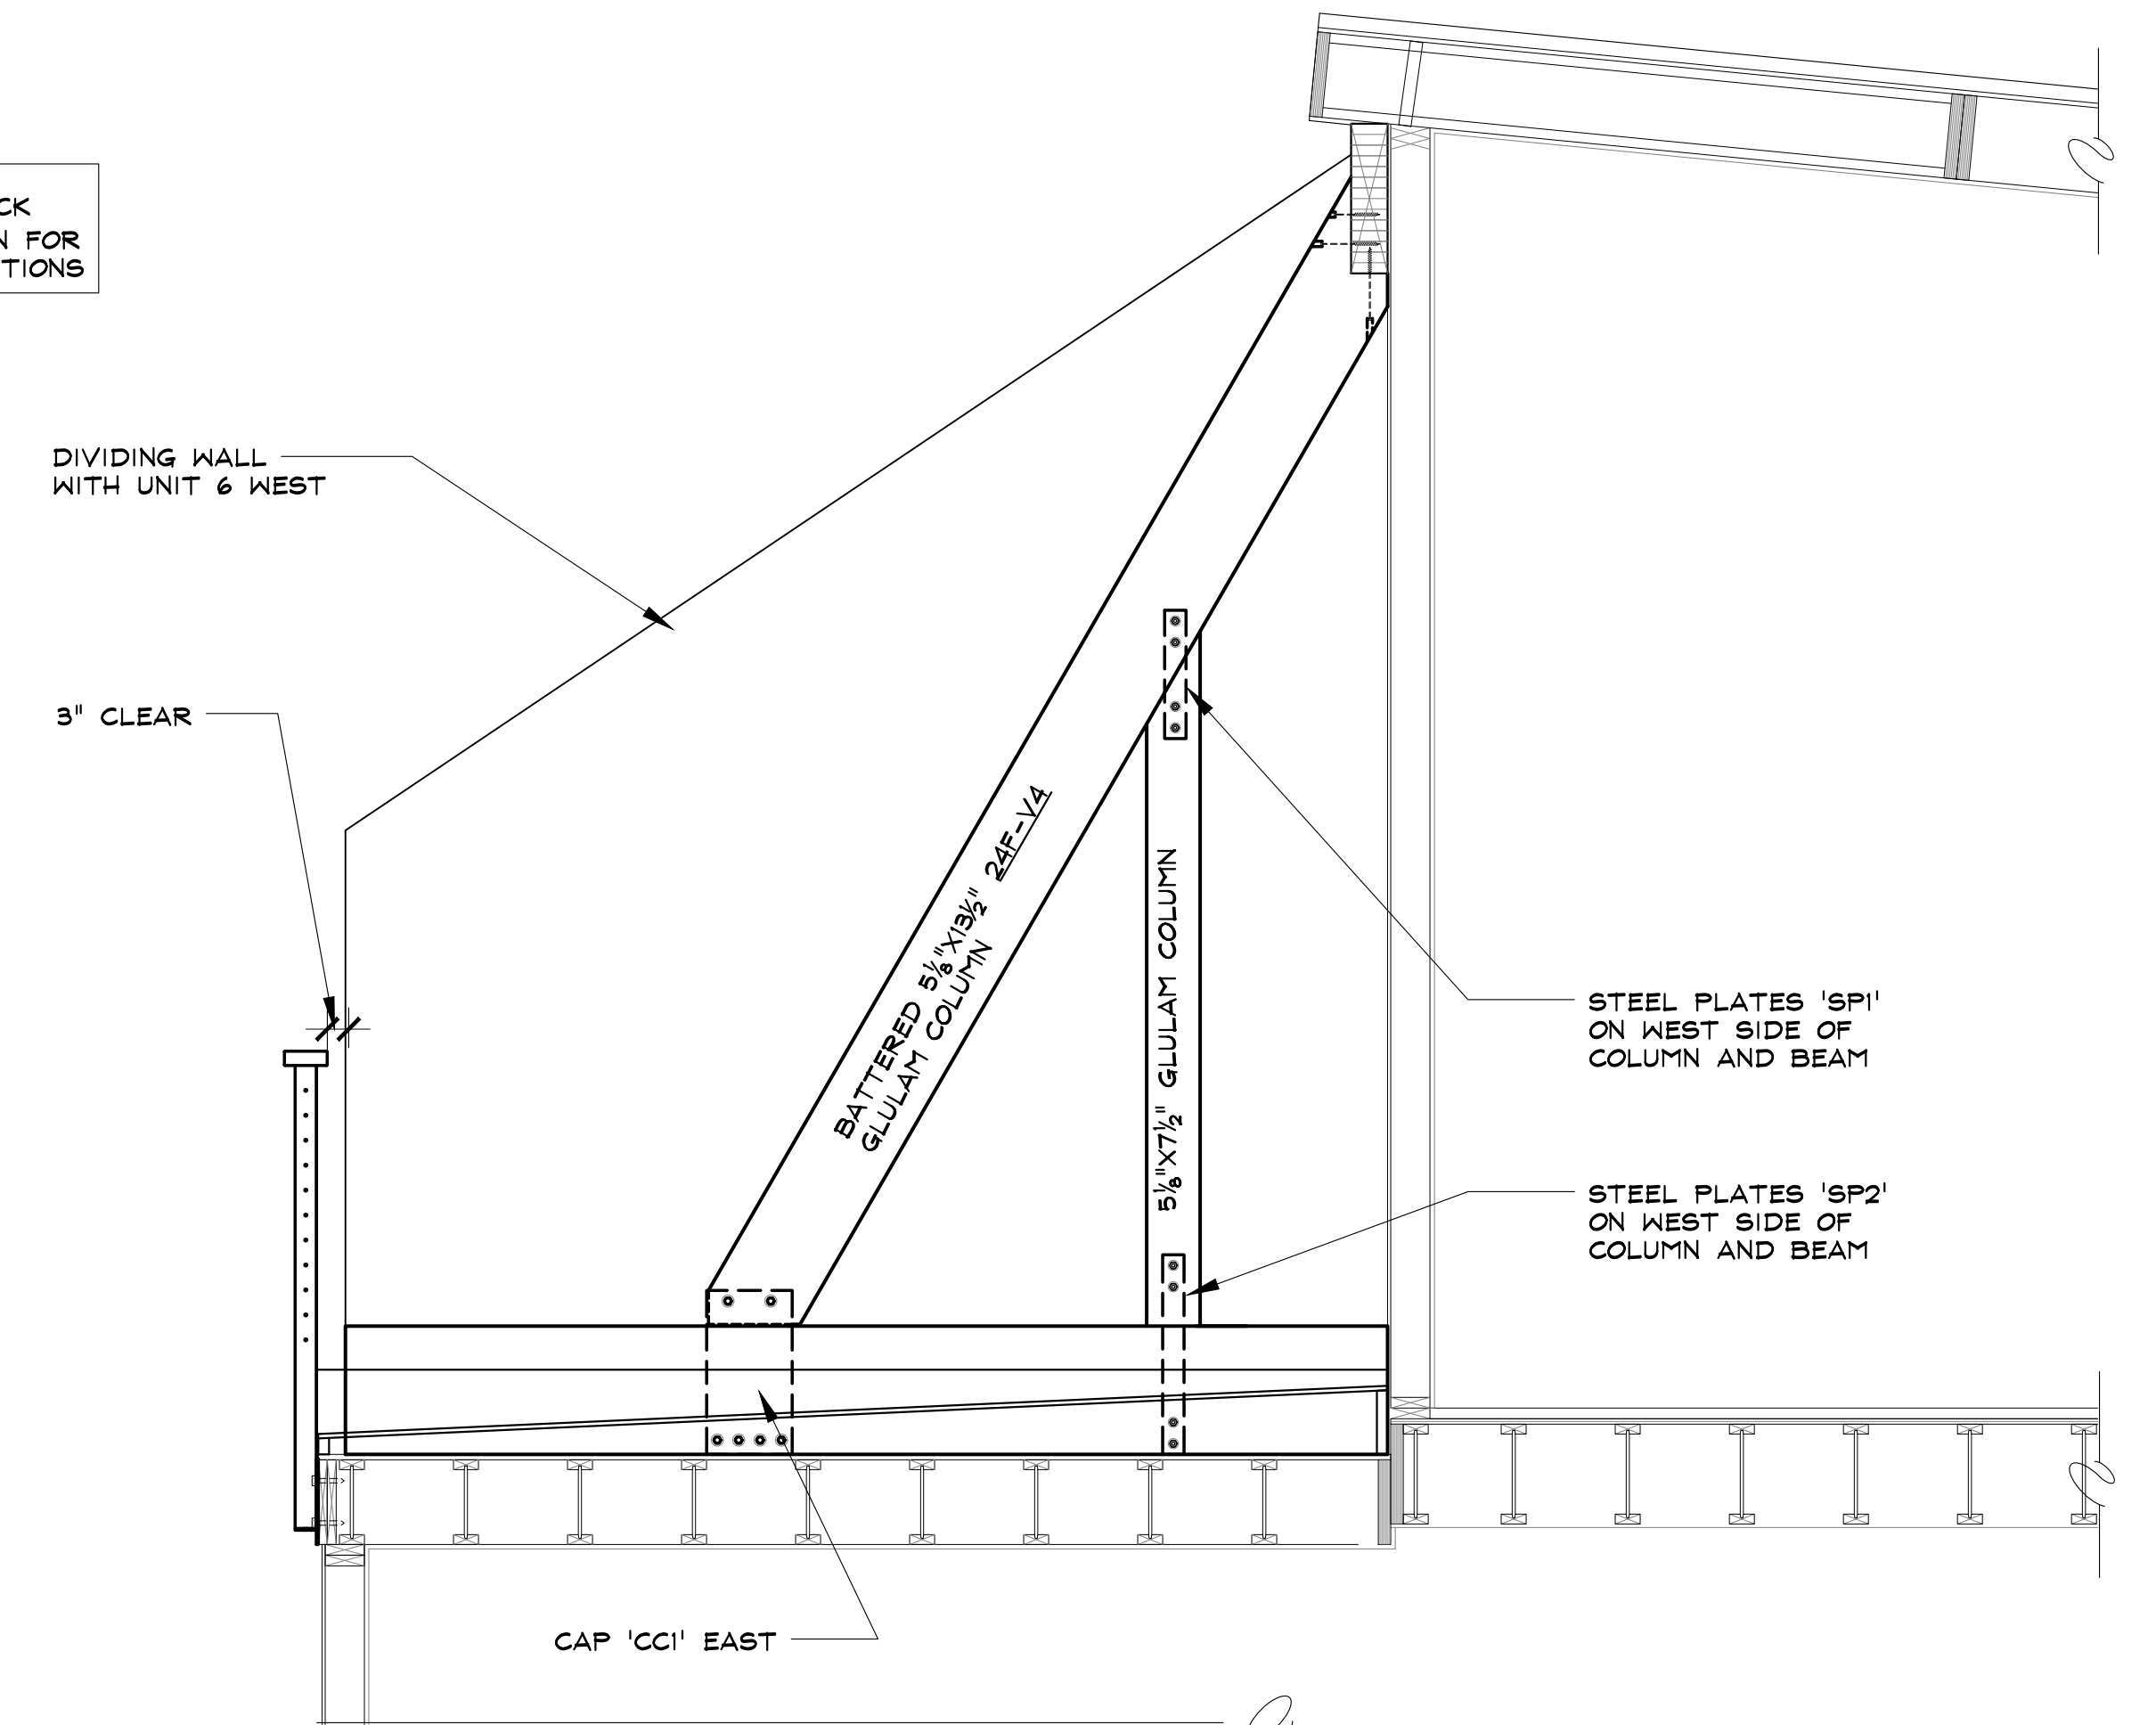 FOR
DIVIDING WALL
WITH UNIT 6 WEST
3" CLEAR
BATTERED 5⅛"X13½" 24F-V4
GLULAM COLUMN
5⅛"X7½" GLULAM COLUMN
STEEL PLATES 'SP1'
ON WEST SIDE OF
COLUMN AND BEAM
STEEL PLATES 'SP2'
ON WEST SIDE OF
COLUMN AND BEAM
CAP 'CC1' EAST